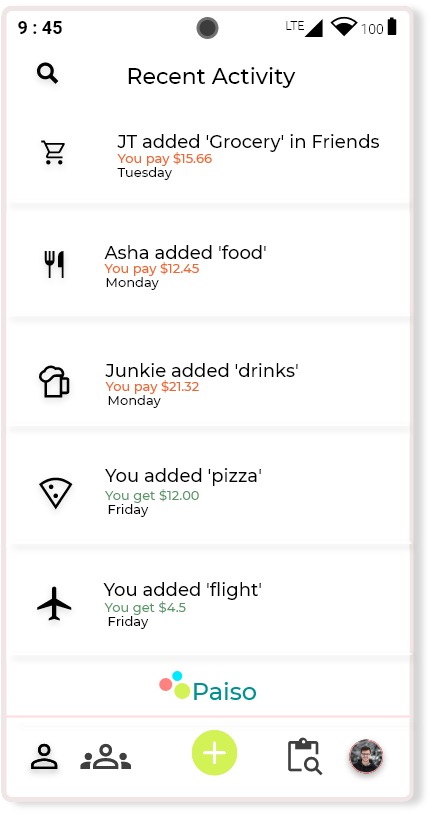 9 : 45
LTE 100
Recent Activity
JT added 'Grocery' in Friends
You pay $15.66
Tuesday
Asha added 'food'
You pay $12.45
Monday
Junkie added 'drinks'
You pay $21.32
Monday
You added 'pizza'
You get $12.00
Friday
You added 'flight'
You get $4.5
Friday
Paiso